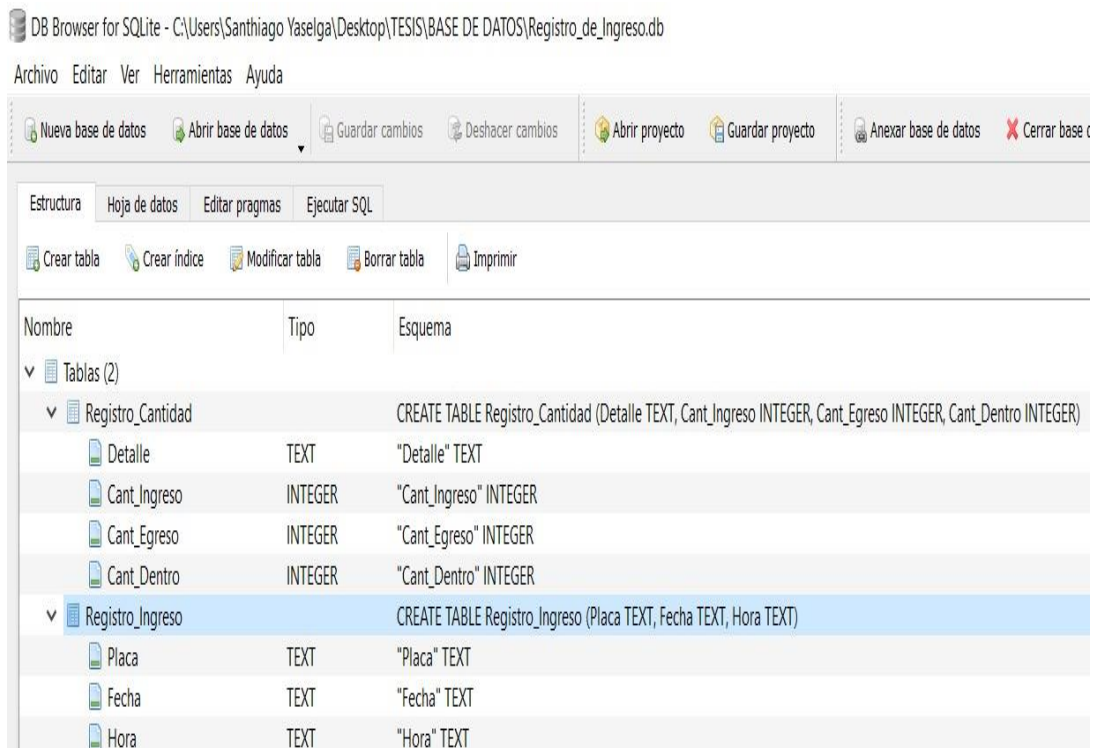 DB Browser for SQLite - C:\Users\Santhiago Yaselga\Desktop\TESIS\BASE DE DATOS\Registro_de_Ingreso.db
Archivo Editar Ver Herramientas Ayuda
Nueva base de datos Abrir base de datos Guardar cambios Deshacer cambios Abrir proyecto Guardar proyecto Anexar base de datos Cerrar base
Estructura Hoja de datos Editar pragmas Ejecutar SQL
Crear tabla Crear índice Modificar tabla Borrar tabla Imprimir
Nombre Tipo Esquema
Tablas (2)
Registro_Cantidad CREATE TABLE Registro_Cantidad (Detalle TEXT, Cant_Ingreso INTEGER, Cant_Egreso INTEGER, Cant_Dentro INTEGER)
Detalle TEXT "Detalle" TEXT
Cant_Ingreso INTEGER "Cant_Ingreso" INTEGER
Cant_Egreso INTEGER "Cant_Egreso" INTEGER
Cant_Dentro INTEGER "Cant_Dentro" INTEGER
Registro_Ingreso CREATE TABLE Registro_Ingreso (Placa TEXT, Fecha TEXT, Hora TEXT)
Placa TEXT "Placa" TEXT
Fecha TEXT "Fecha" TEXT
Hora TEXT "Hora" TEXT